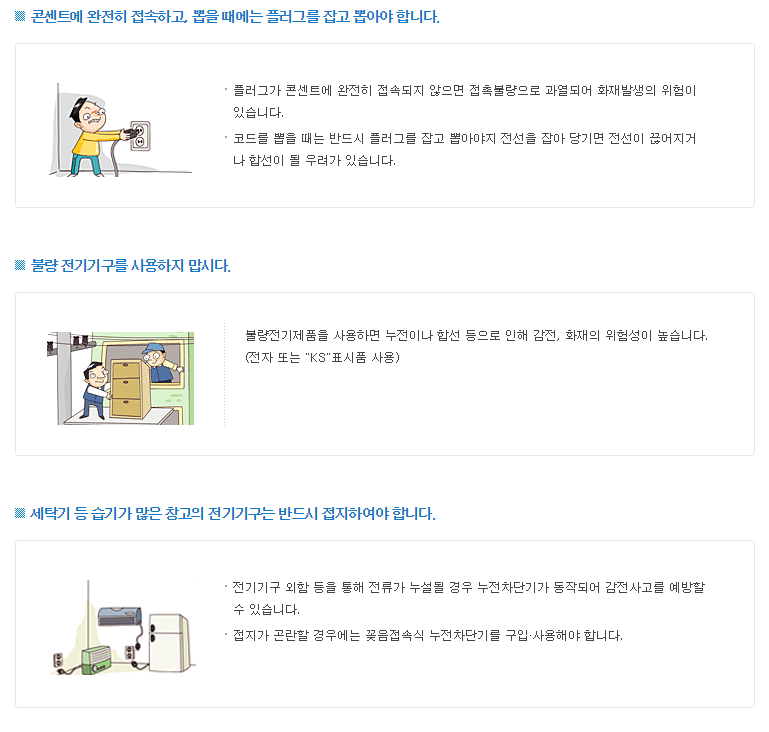 콘센트에 완전히 접속하고, 뽑을 때에는 플러그를 잡고 뽑아야 합니다.
· 플러그가 콘센트에 완전히 접속되지 않으면 접촉불량으로 과열되어 화재발생의 위험이
있습니다.
· 코드를 뽑을 때는 반드시 플러그를 잡고 뽑아야지 전선을 잡아 당기면 전선이 끊어지거
나 합선이 될 우려가 있습니다.
불량 전기기구를 사용하지 맙시다.
불량전기제품을 사용하면 누전이나 합선 등으로 인해 감전, 화재의 위험성이 높습니다.
(전자 또는 "KS"표시품 사용)
세탁기 등 습기가 많은 창고의 전기기구는 반드시 접지하여야 합니다.
· 전기기구 외함 등을 통해 전류가 누설될 경우 누전차단기가 동작되어 감전사고를 예방할
수 있습니다.
· 접지가 곤란할 경우에는 꽂음접속식 누전차단기를 구입·사용해야 합니다.